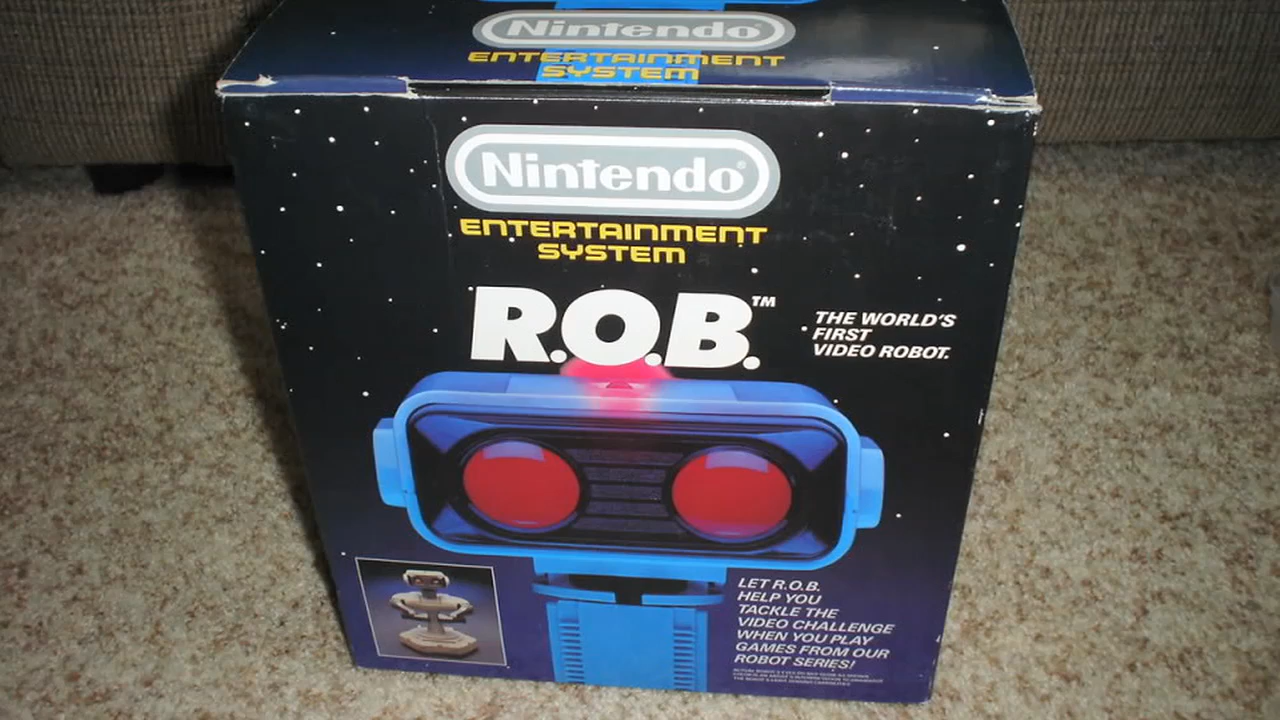 Nintendo®
ENTERTAINMENT
SYSTEM
Nintendo®
ENTERTAINMENT
SYSTEM
R.O.B.™
THE WORLD'S
FIRST
VIDEO ROBOT.
LET R.O.B.
HELP YOU
TACKLE THE
VIDEO CHALLENGE
WHEN YOU PLAY
GAMES FROM OUR
ROBOT SERIES!